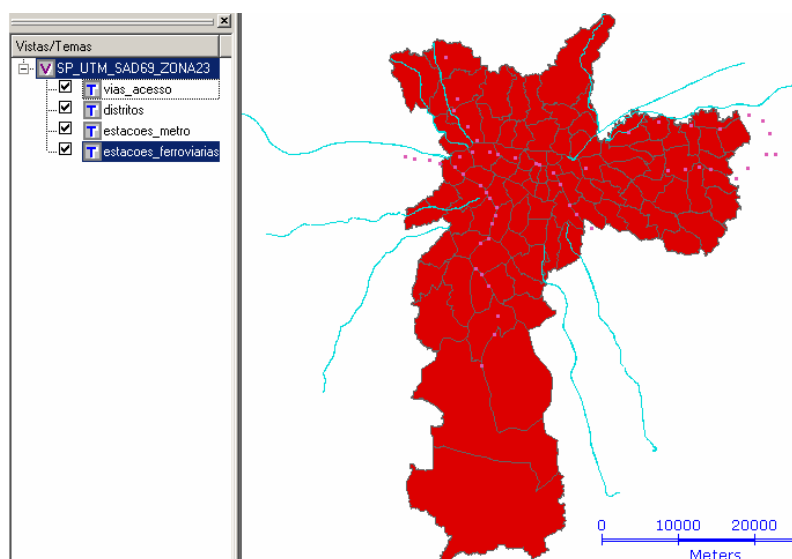 Vistas/Temas
SP_UTM_SAD69_ZONA23
vias_acesso
distritos
estacoes_metro
estacoes_ferroviarias
0 10000 20000
Meters